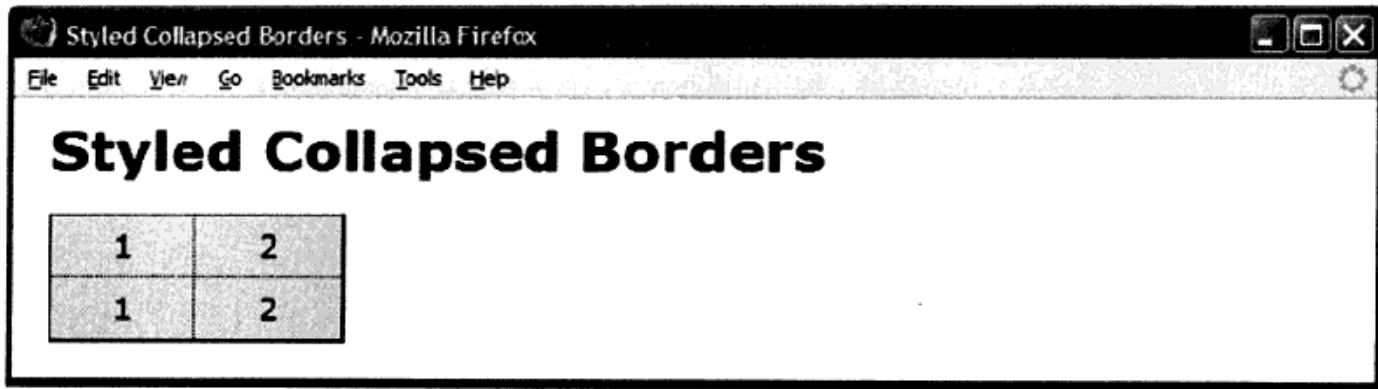 Styled Collapsed Borders - Mozilla Firefox
File Edit View Go Bookmarks Tools Help
Styled Collapsed Borders
1 2
1 2